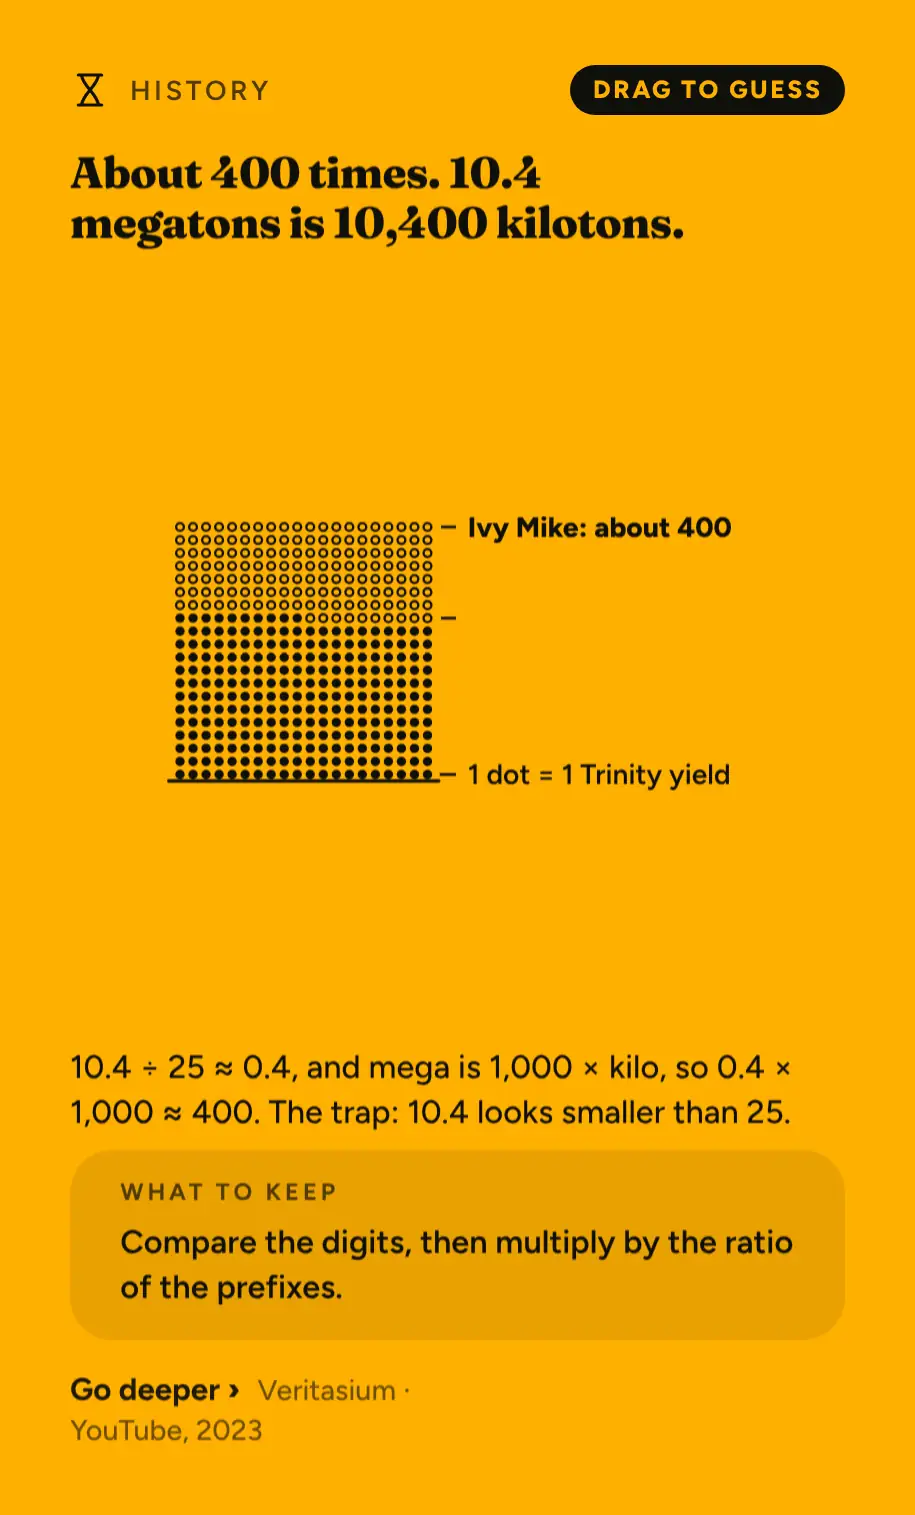 HISTORY
DRAG TO GUESS
About 400 times. 10.4
megatons is 10,400 kilotons.
Ivy Mike: about 400
1 dot = 1 Trinity yield
10.4 ÷ 25 ≈ 0.4, and mega is 1,000 × kilo, so 0.4 ×
1,000 ≈ 400. The trap: 10.4 looks smaller than 25.
WHAT TO KEEP
Compare the digits, then multiply by the ratio
of the prefixes.
Go deeper › Veritasium ·
YouTube, 2023